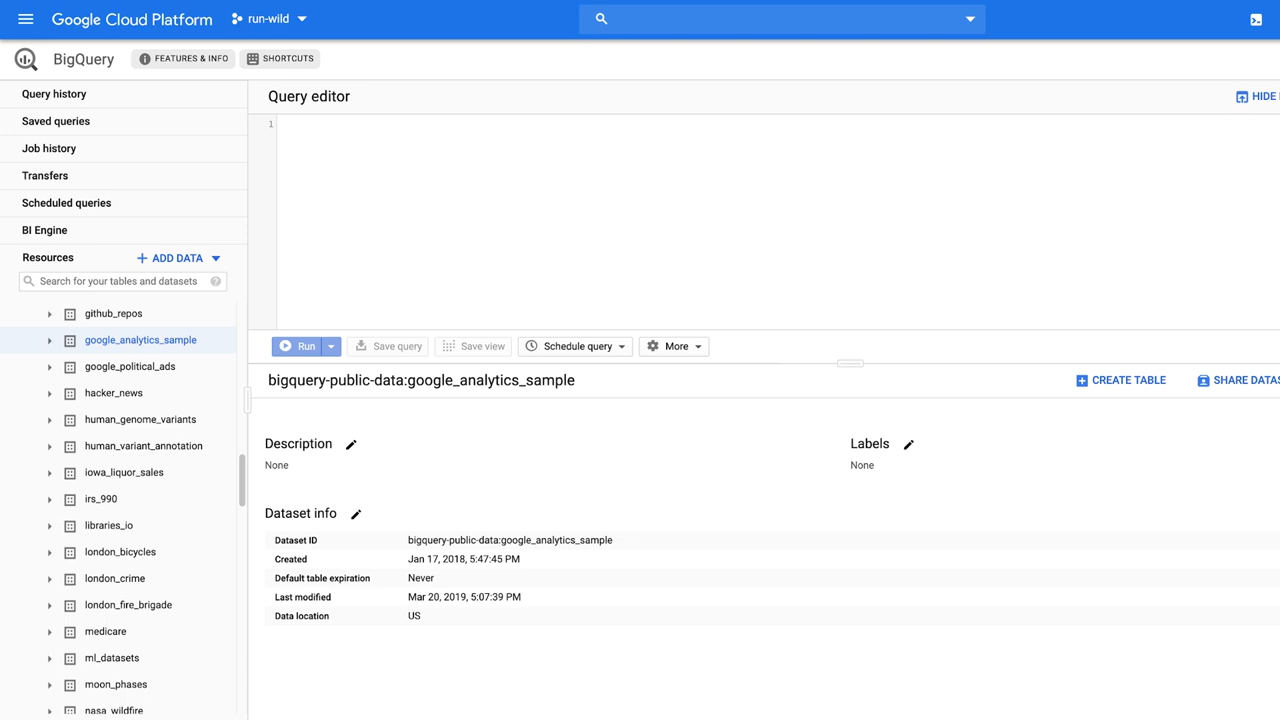 Google Cloud Platform run-wild
BigQuery FEATURES & INFO SHORTCUTS
Query history
Saved queries
Job history
Transfers
Scheduled queries
BI Engine
Resources ADD DATA
Search for your tables and datasets
github_repos
google_analytics_sample
google_political_ads
hacker_news
human_genome_variants
human_variant_annotation
iowa_liquor_sales
irs_990
libraries_io
london_bicycles
london_crime
london_fire_brigade
medicare
ml_datasets
moon_phases
nasa_wildfire
Query editor HIDE
1
Run Save query Save view Schedule query More
bigquery-public-data:google_analytics_sample CREATE TABLE SHARE DATAS
Description Labels
None None
Dataset info
Dataset ID bigquery-public-data:google_analytics_sample
Created Jan 17, 2018, 5:47:45 PM
Default table expiration Never
Last modified Mar 20, 2019, 5:07:39 PM
Data location US